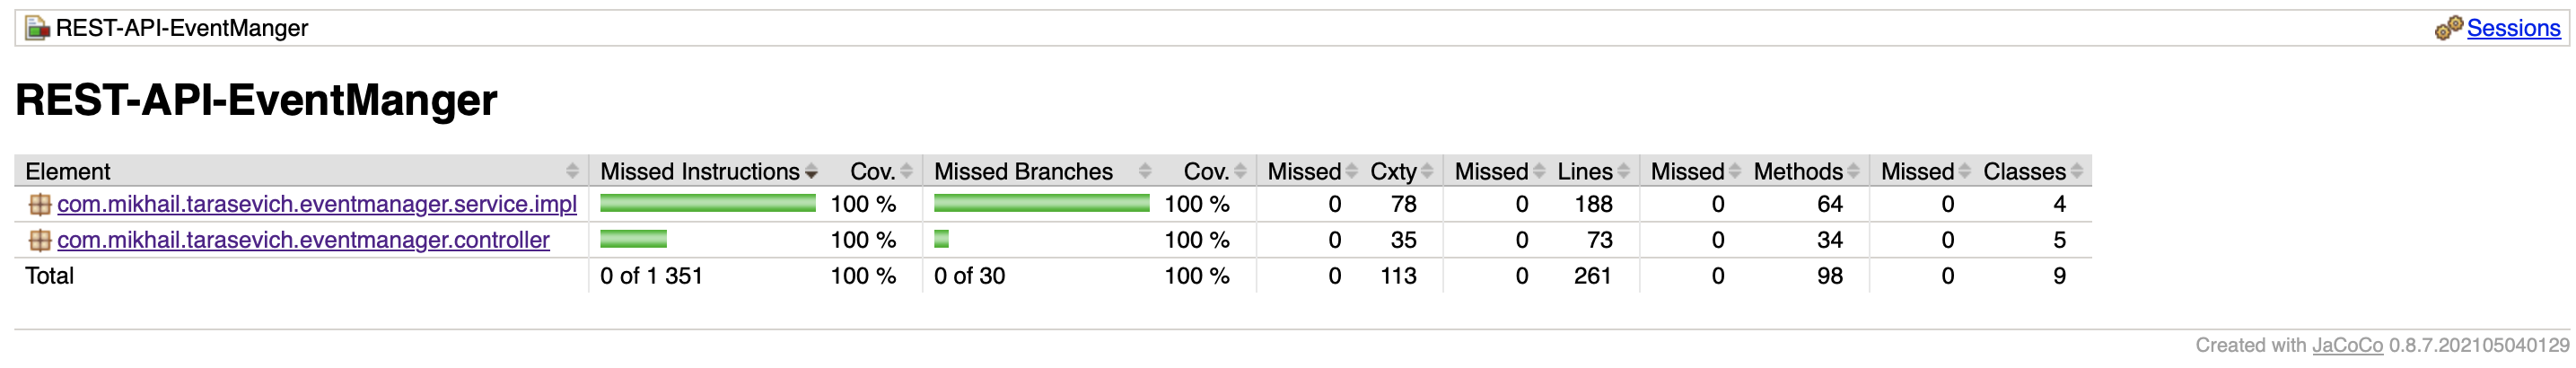 REST-API-EventManger Sessions
REST-API-EventManger
Element Missed Instructions Cov. Missed Branches Cov. Missed Cxty Missed Lines Missed Methods Missed Classes
com.mikhail.tarasevich.eventmanager.service.impl 100 % 100 % 0 78 0 188 0 64 0 4
com.mikhail.tarasevich.eventmanager.controller 100 % 100 % 0 35 0 73 0 34 0 5
Total 0 of 1 351 100 % 0 of 30 100 % 0 113 0 261 0 98 0 9
Created with JaCoCo 0.8.7.202105040129